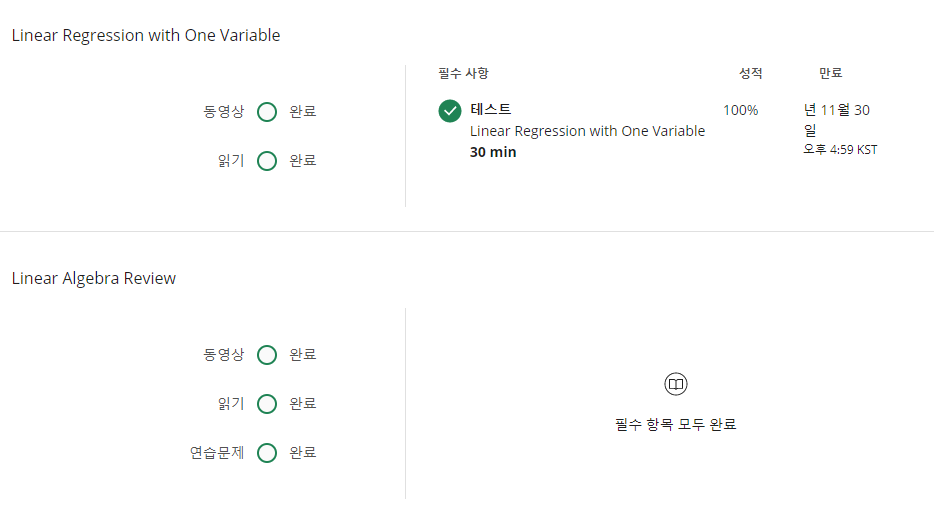 Linear Regression with One Variable
필수 사항 성적 만료
동영상 완료
테스트 100% 년 11월 30
Linear Regression with One Variable 일
30 min 오후 4:59 KST
읽기 완료
Linear Algebra Review
동영상 완료
읽기 완료
연습문제 완료
필수 항목 모두 완료